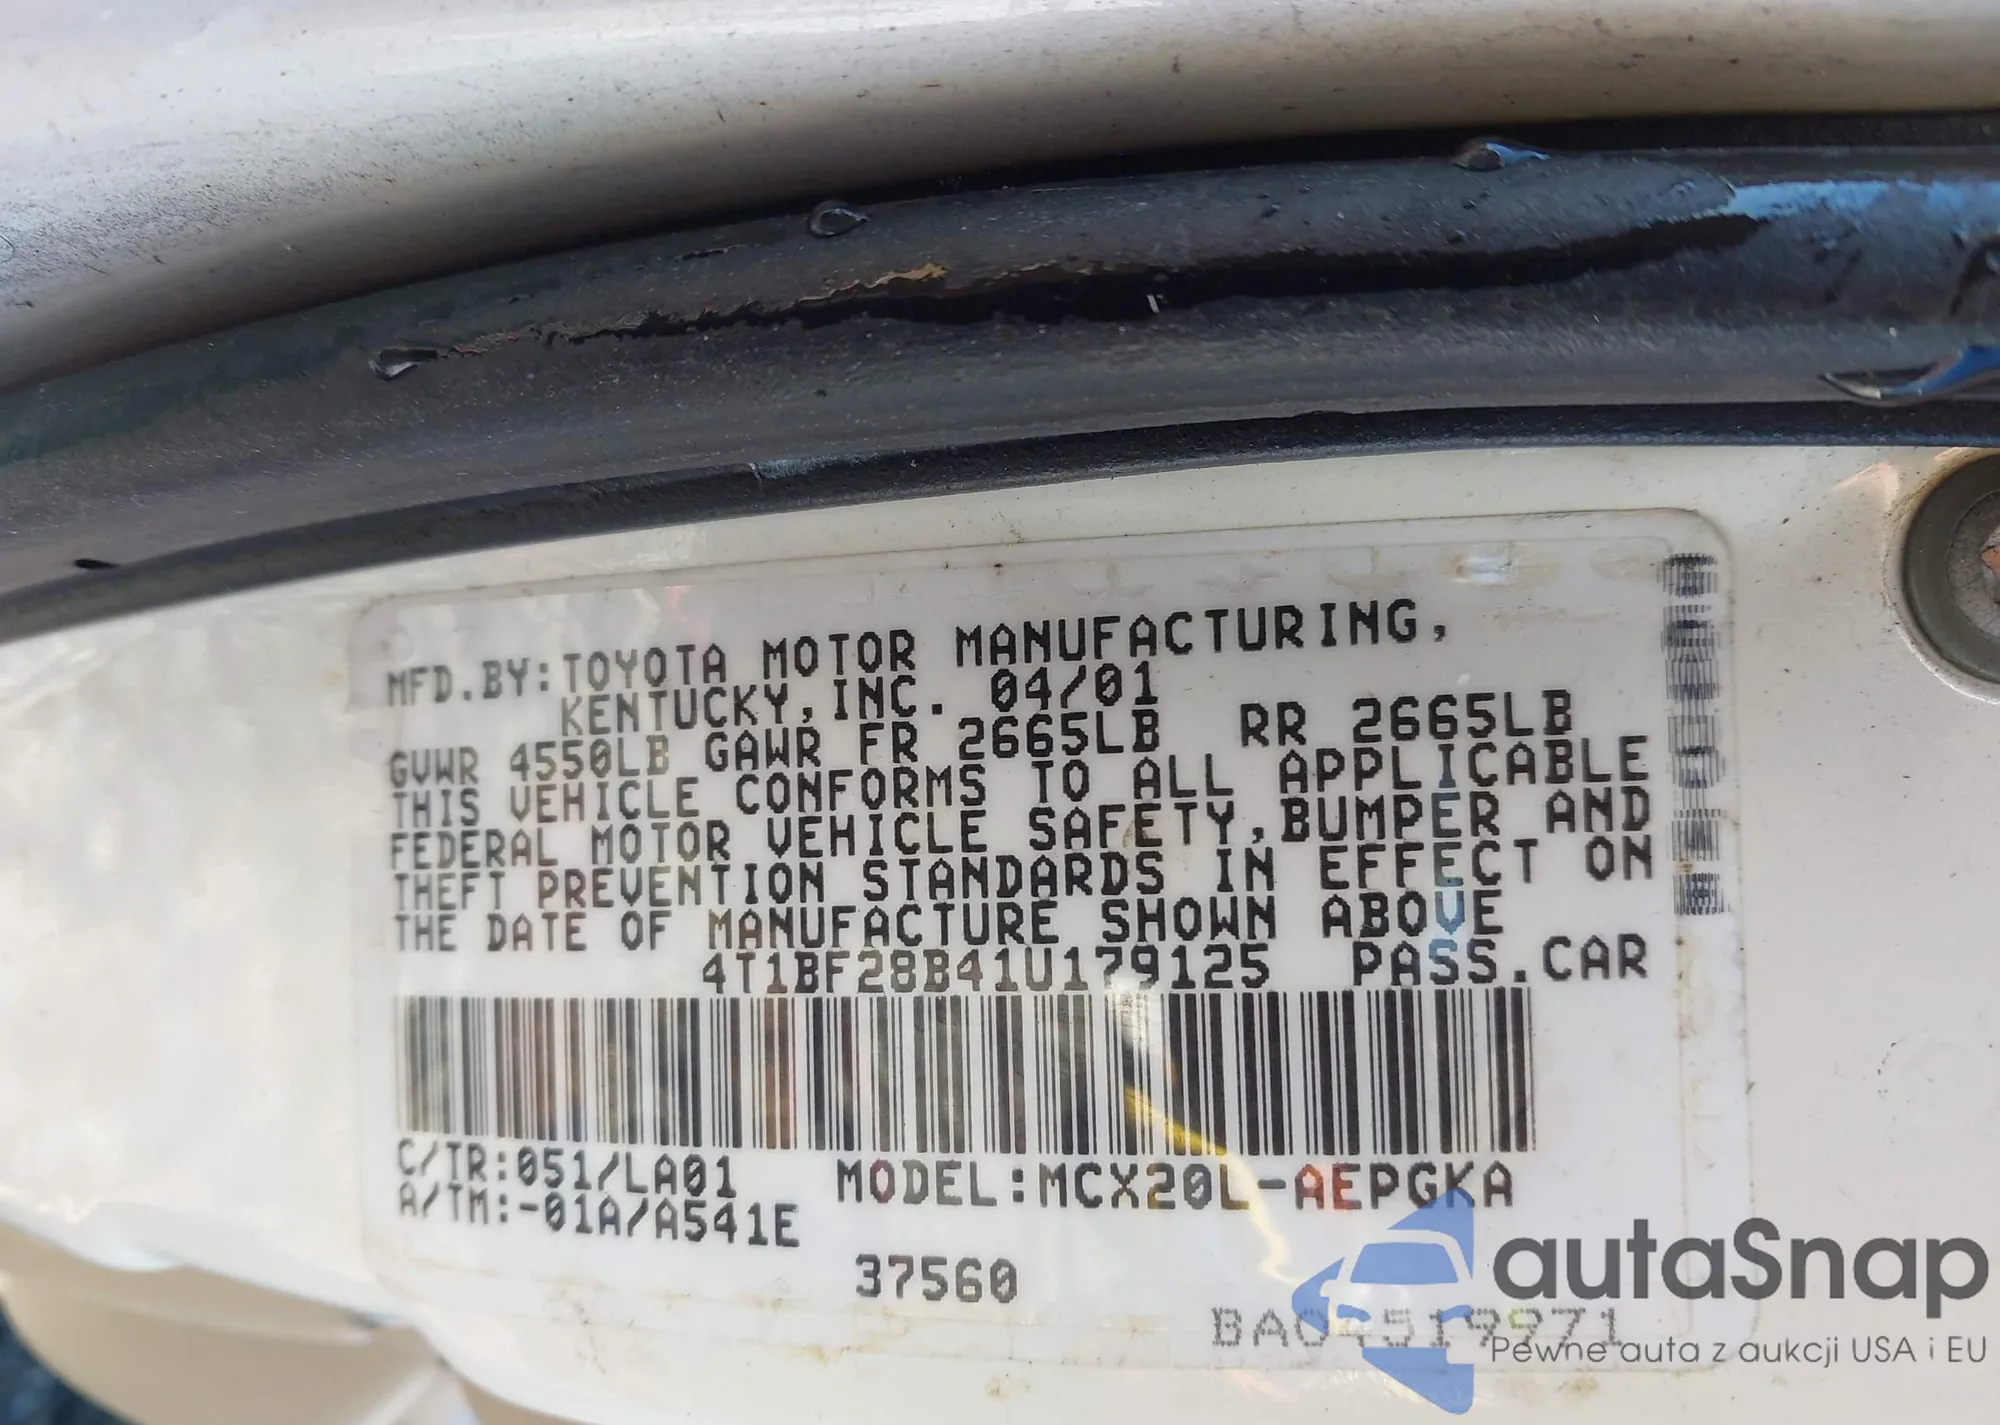 MFD.BY:TOYOTA MOTOR MANUFACTURING,
KENTUCKY,INC. 04/01
GVWR 4550LB GAWR FR 2665LB RR 2665LB
THIS VEHICLE CONFORMS TO ALL APPLICABLE
FEDERAL MOTOR VEHICLE SAFETY,BUMPER AND
THEFT PREVENTION STANDARDS IN EFFECT ON
THE DATE OF MANUFACTURE SHOWN ABOVE
4T1BF28B41U179125 PASS.CAR
C/TR:051/LA01 MODEL:MCX20L-AEPGKA
A/TM:-01A/A541E
37560
BA04519971
autaSnap
Pewne auta z aukcji USA i EU